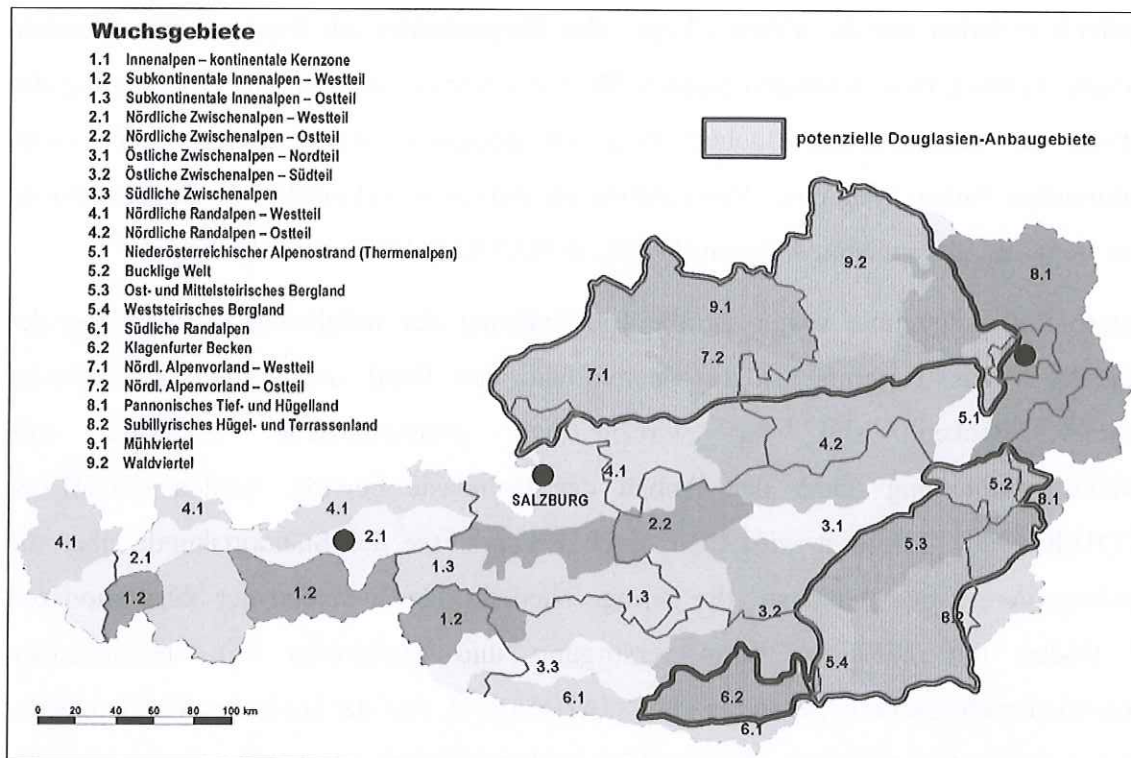 Wuchsgebiete
1.1 Innenalpen – kontinentale Kernzone
1.2 Subkontinentale Innenalpen – Westteil
1.3 Subkontinentale Innenalpen – Ostteil
2.1 Nördliche Zwischenalpen – Westteil
2.2 Nördliche Zwischenalpen – Ostteil
3.1 Östliche Zwischenalpen – Nordteil
3.2 Östliche Zwischenalpen – Südteil
3.3 Südliche Zwischenalpen
4.1 Nördliche Randalpen – Westteil
4.2 Nördliche Randalpen – Ostteil
5.1 Niederösterreichischer Alpenostrand (Thermenalpen)
5.2 Bucklige Welt
5.3 Ost- und Mittelsteirisches Bergland
5.4 Weststeirisches Bergland
6.1 Südliche Randalpen
6.2 Klagenfurter Becken
7.1 Nördl. Alpenvorland – Westteil
7.2 Nördl. Alpenvorland – Ostteil
8.1 Pannonisches Tief- und Hügelland
8.2 Subillyrisches Hügel- und Terrassenland
9.1 Mühlviertel
9.2 Waldviertel
potenzielle Douglasien-Anbaugebiete
9.2
8.1
9.1
7.2
7.1
5.1
4.2
4.1
SALZBURG
5.2
8.1
4.1
4.1
2.2
3.1
5.3
4.1
2.1
2.1
1.3
1.2
1.2
1.2
1.3
3.2
8.2
3.3
5.4
6.1
6.2
6.1
0 20 40 60 80 100 km